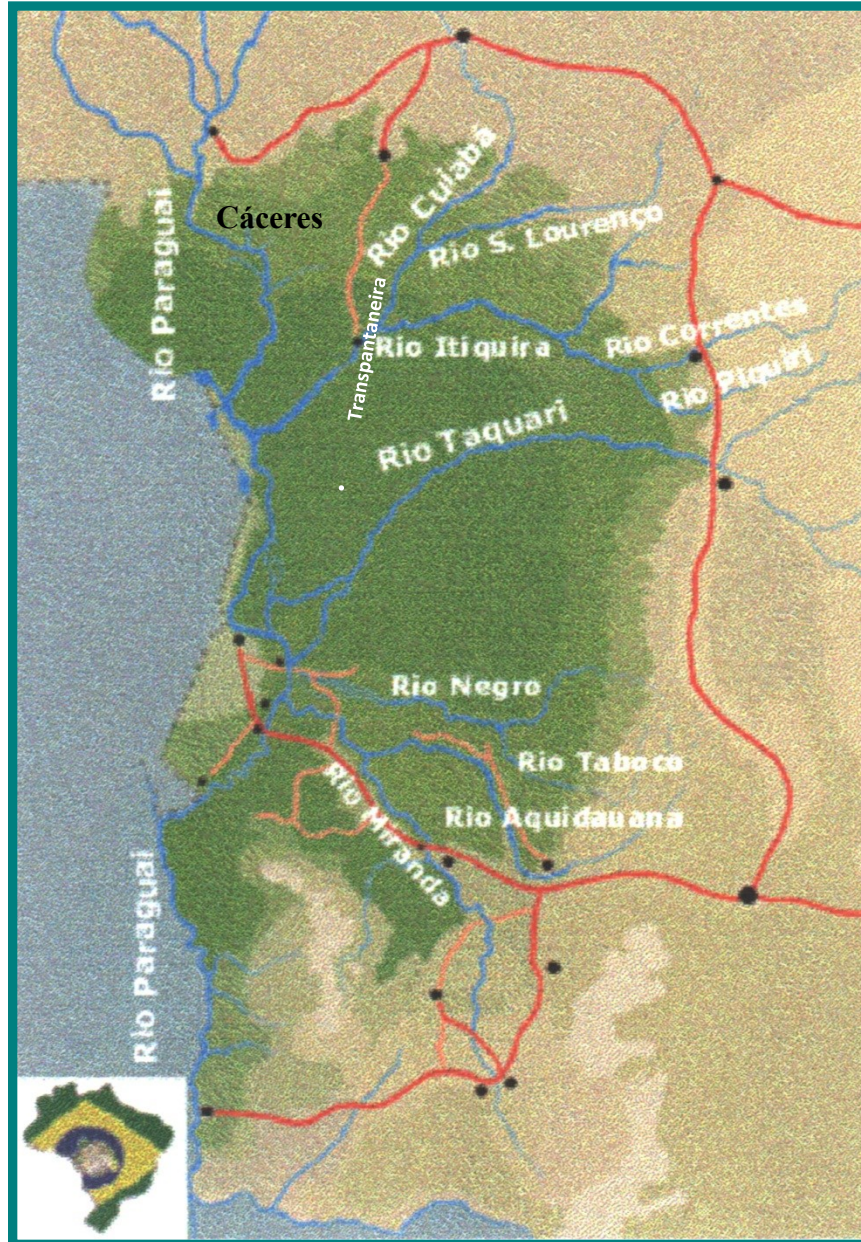 Rio Cuiabá
Cáceres
Rio Paraguai
Rio S. Lourenço
Transpantaneira
Rio Itiquira
Rio Correntes
Rio Piquiri
Rio Taquari
Rio Negro
Rio Taboco
Rio Miranda
Rio Aquidauana
Rio Paraguai